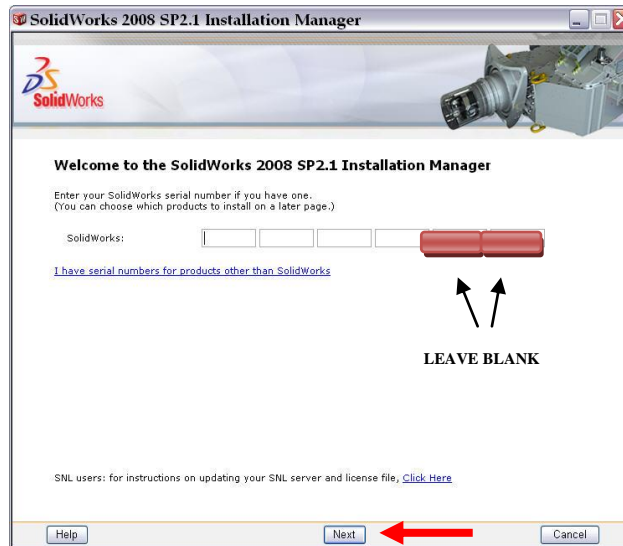 SolidWorks 2008 SP2.1 Installation Manager
SolidWorks
Welcome to the SolidWorks 2008 SP2.1 Installation Manager
Enter your SolidWorks serial number if you have one.
(You can choose which products to install on a later page.)
SolidWorks:
I have serial numbers for products other than SolidWorks
LEAVE BLANK
SNL users: for instructions on updating your SNL server and license file, Click Here
Help Next Cancel